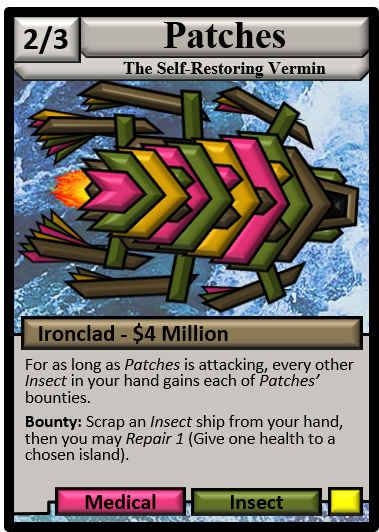 2/3
Patches
The Self-Restoring Vermin
Ironclad - $4 Million
For as long as Patches is attacking, every other
Insect in your hand gains each of Patches’
bounties.
Bounty: Scrap an Insect ship from your hand,
then you may Repair 1 (Give one health to a
chosen island).
Medical
Insect